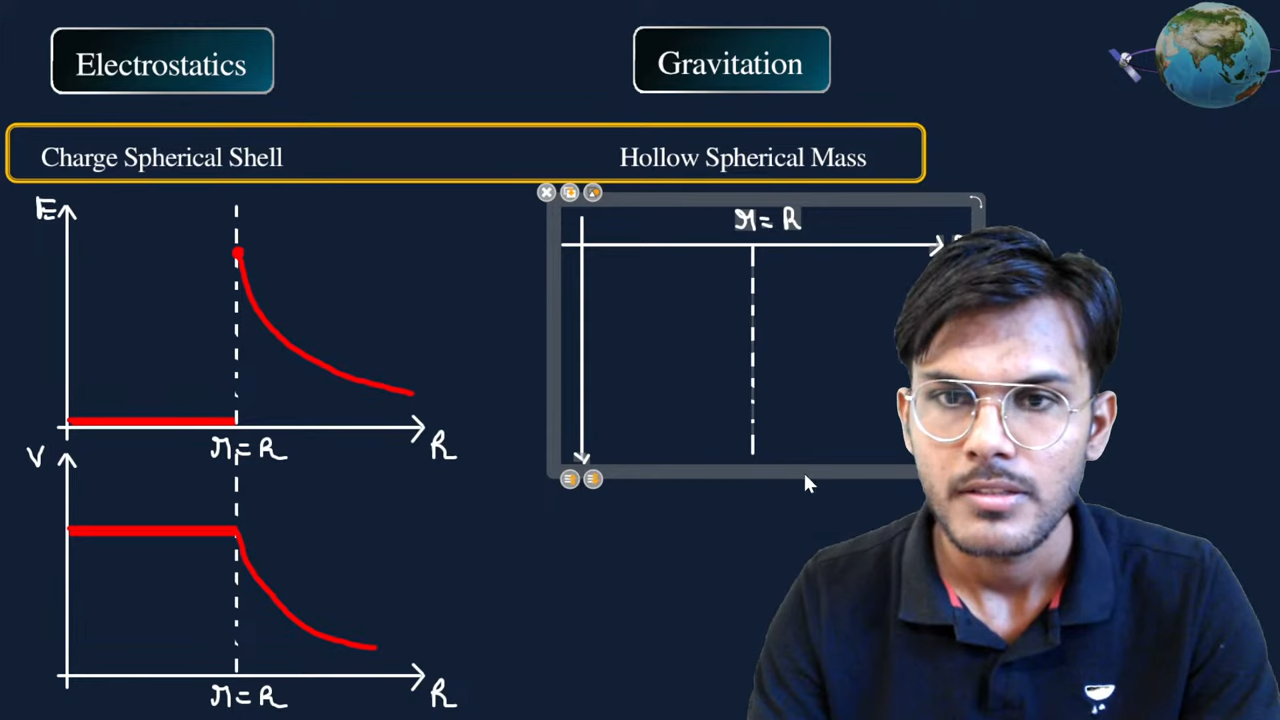 Electrostatics
Gravitation
Charge Spherical Shell
Hollow Spherical Mass
E
r = R
r = R
R
V
r = R
R